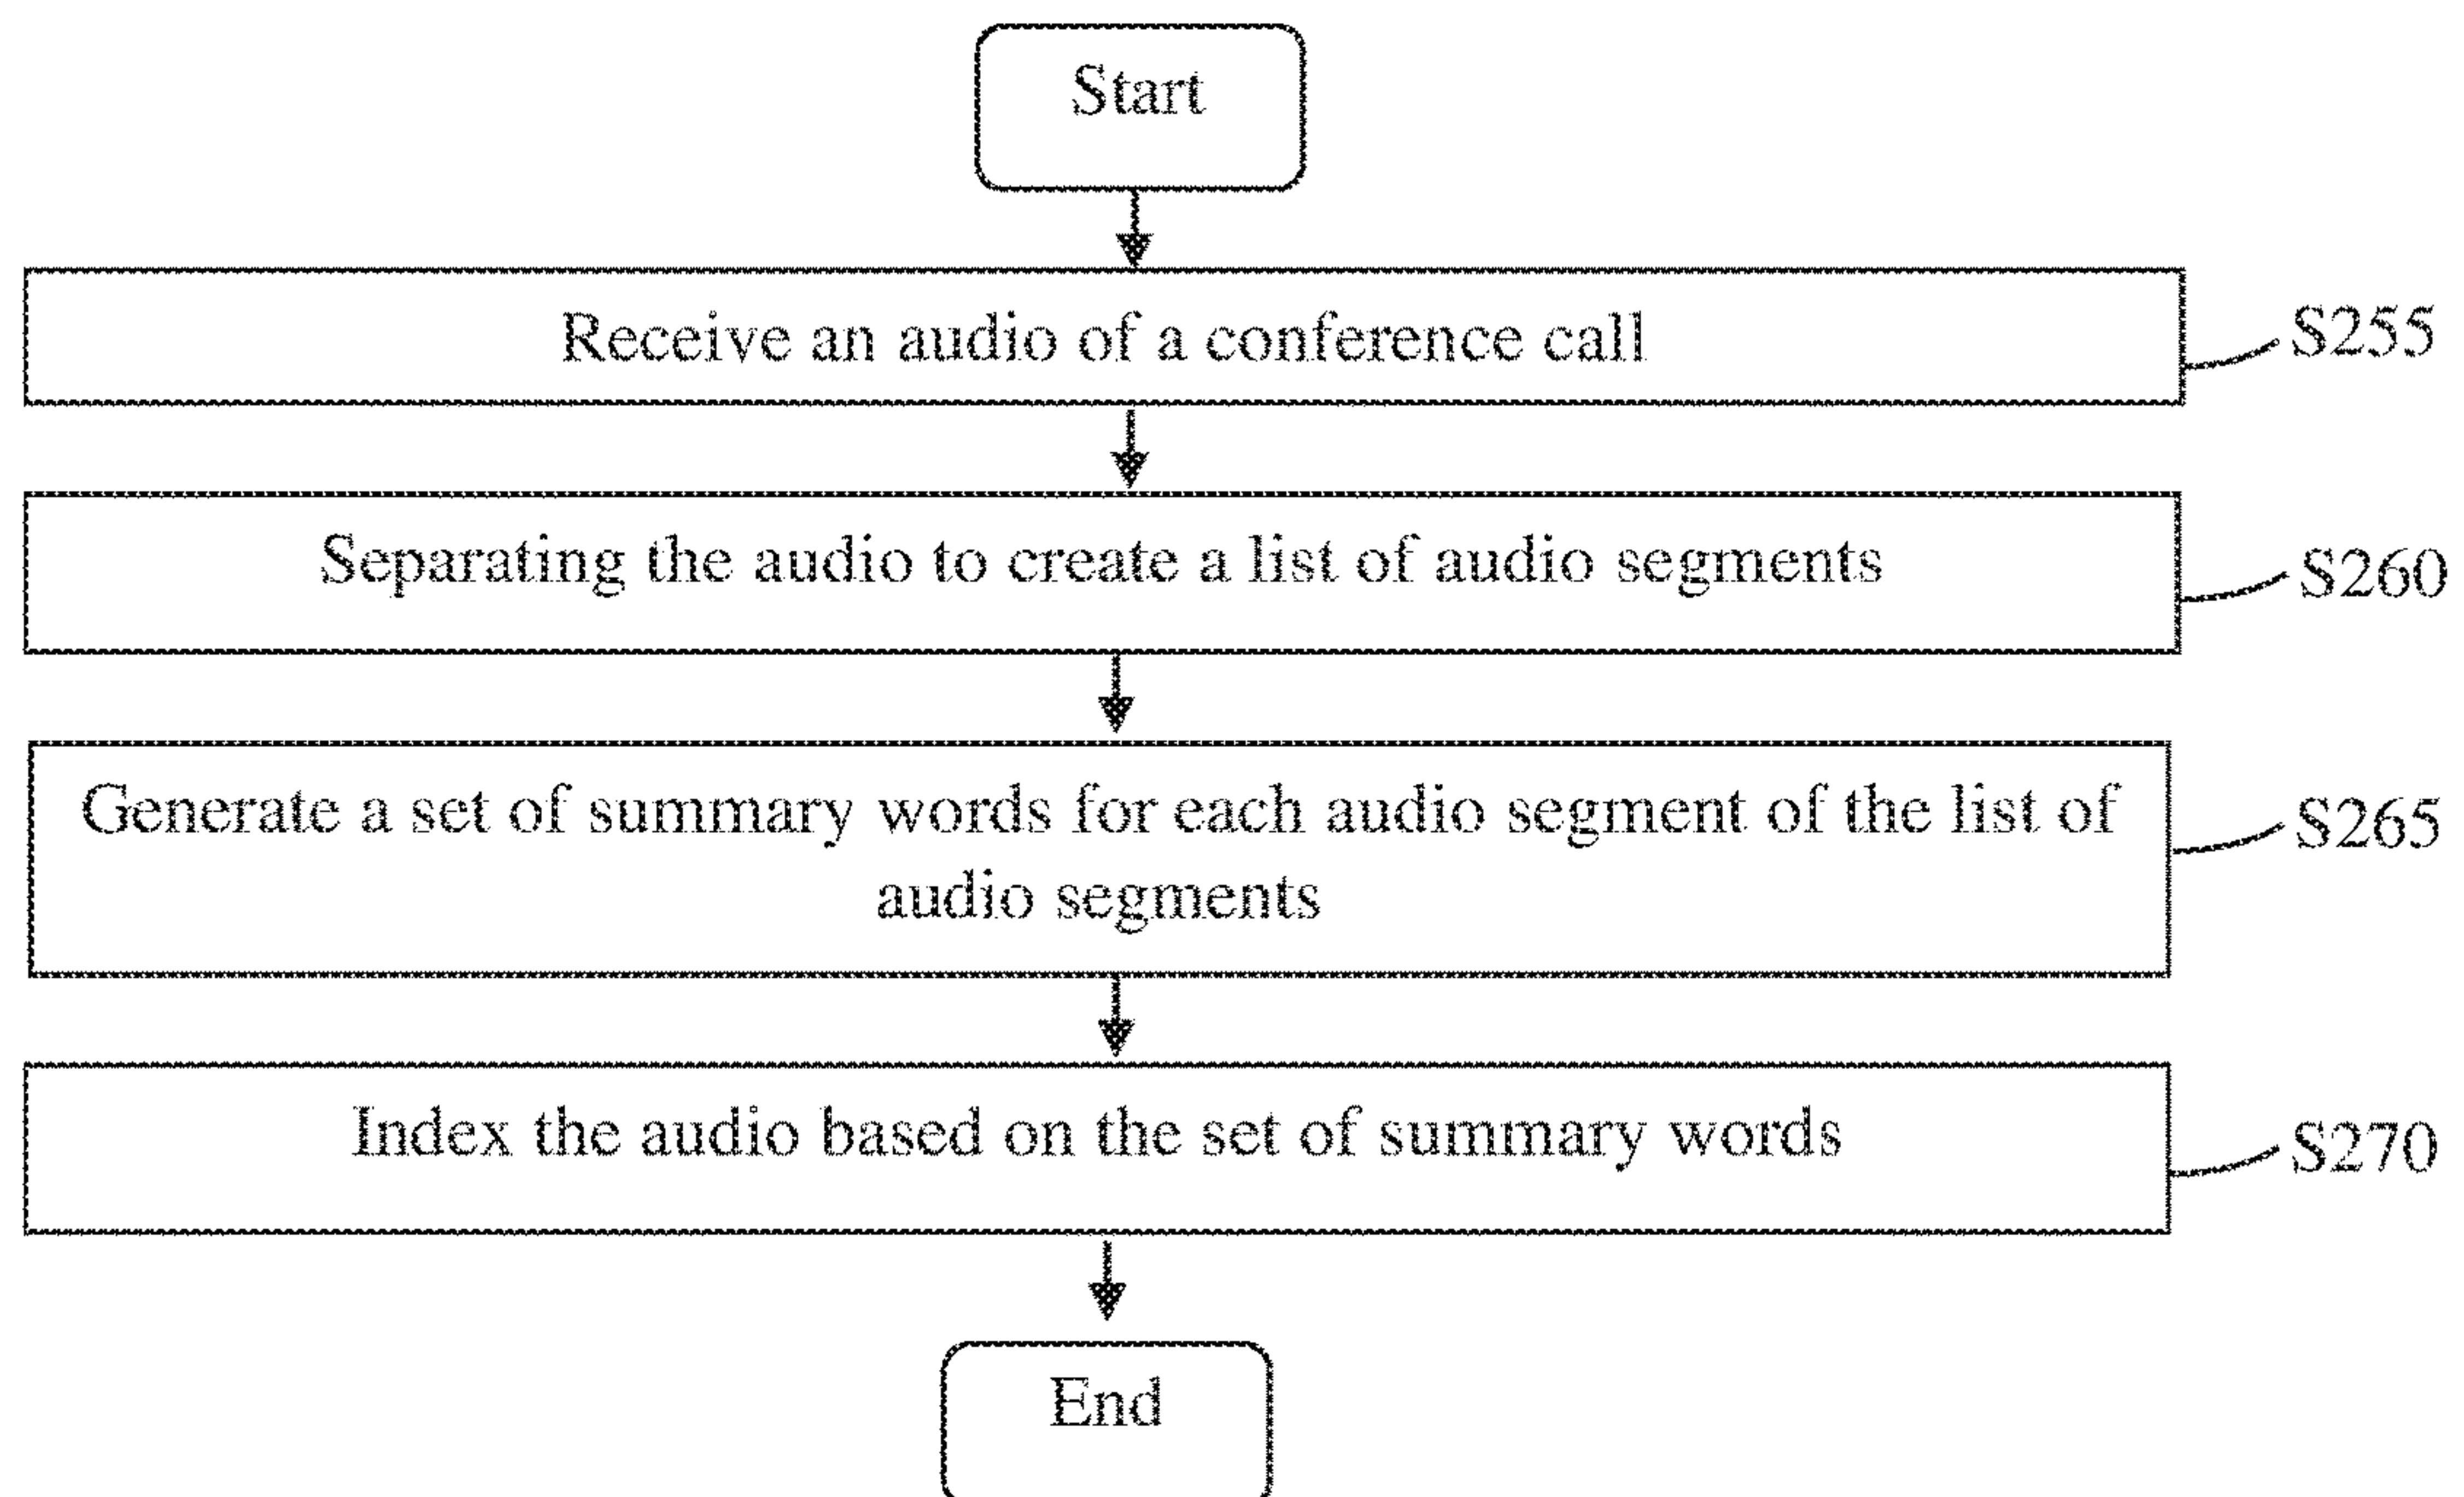 Start
Receive an audio of a conference call
S255
Separating the audio to create a list of audio segments
S260
Generate a set of summary words for each audio segment of the list of
audio segments
S265
Index the audio based on the set of summary words
S270
End